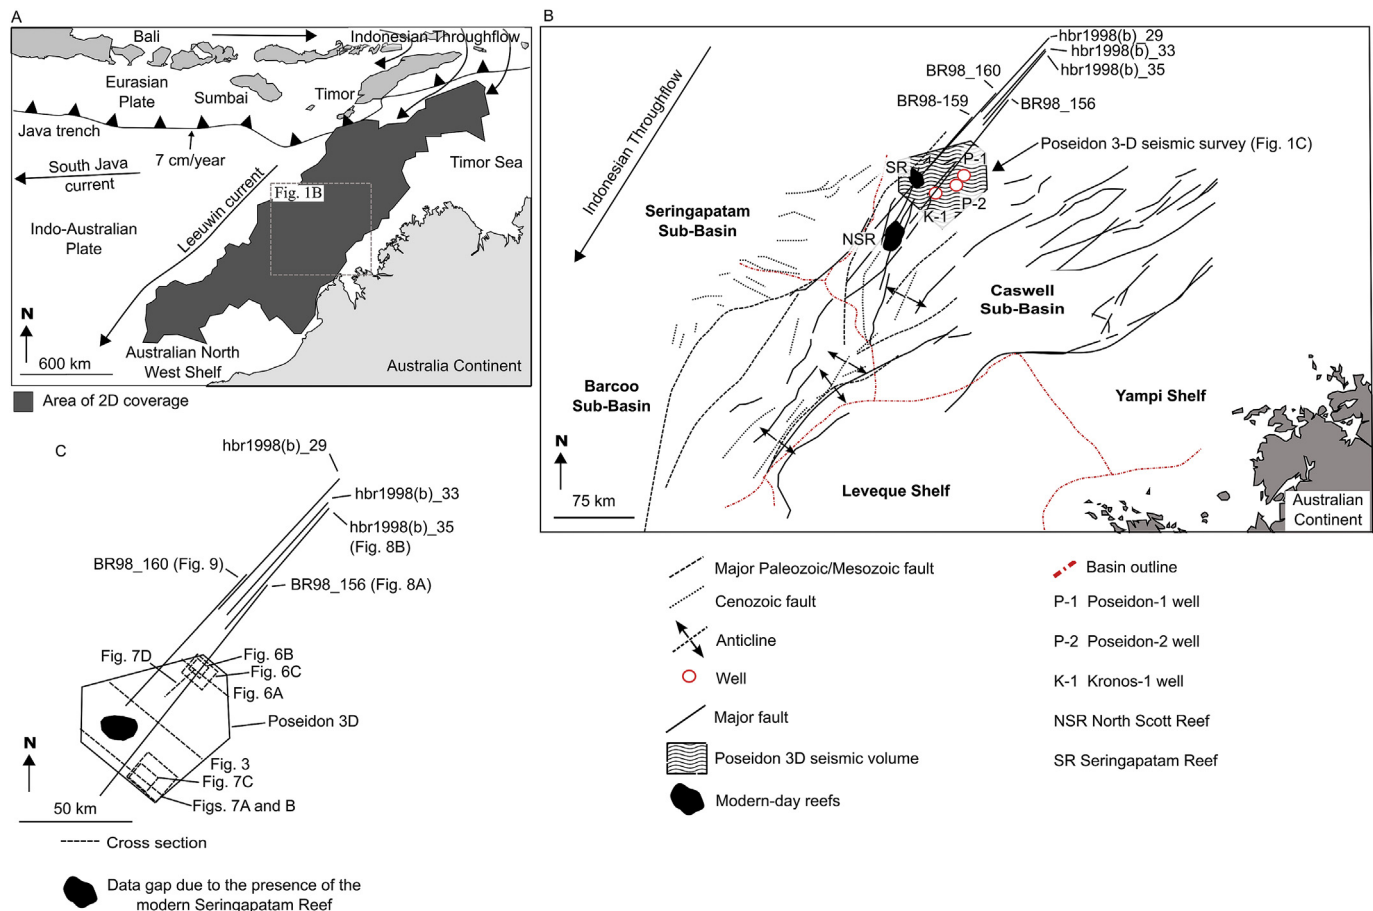 A
Bali
Indonesian Throughflow
Eurasian
Plate
Sumbai
Timor
Java trench
7 cm/year
Timor Sea
South Java
current
Fig. 1B
Leeuwin current
Indo-Australian
Plate
N
600 km
Australian North
West Shelf
Australia Continent
Area of 2D coverage
B
hbr1998(b)_29
hbr1998(b)_33
hbr1998(b)_35
BR98_160
BR98-159
BR98_156
Indonesian Throughflow
Poseidon 3-D seismic survey (Fig. 1C)
SR
P-1
P-2
K-1
NSR
Seringapatam
Sub-Basin
Caswell
Sub-Basin
Barcoo
Sub-Basin
Yampi Shelf
Leveque Shelf
N
75 km
Australian
Continent
Major Paleozoic/Mesozoic fault
Cenozoic fault
Anticline
Well
Major fault
Poseidon 3D seismic volume
Modern-day reefs
Basin outline
P-1 Poseidon-1 well
P-2 Poseidon-2 well
K-1 Kronos-1 well
NSR North Scott Reef
SR Seringapatam Reef
C
hbr1998(b)_29
hbr1998(b)_33
hbr1998(b)_35
(Fig. 8B)
BR98_160 (Fig. 9)
BR98_156 (Fig. 8A)
Fig. 7D
Fig. 6B
Fig. 6C
Fig. 6A
Poseidon 3D
N
Fig. 3
Fig. 7C
Figs. 7A and B
50 km
Cross section
Data gap due to the presence of the
modern Seringapatam Reef